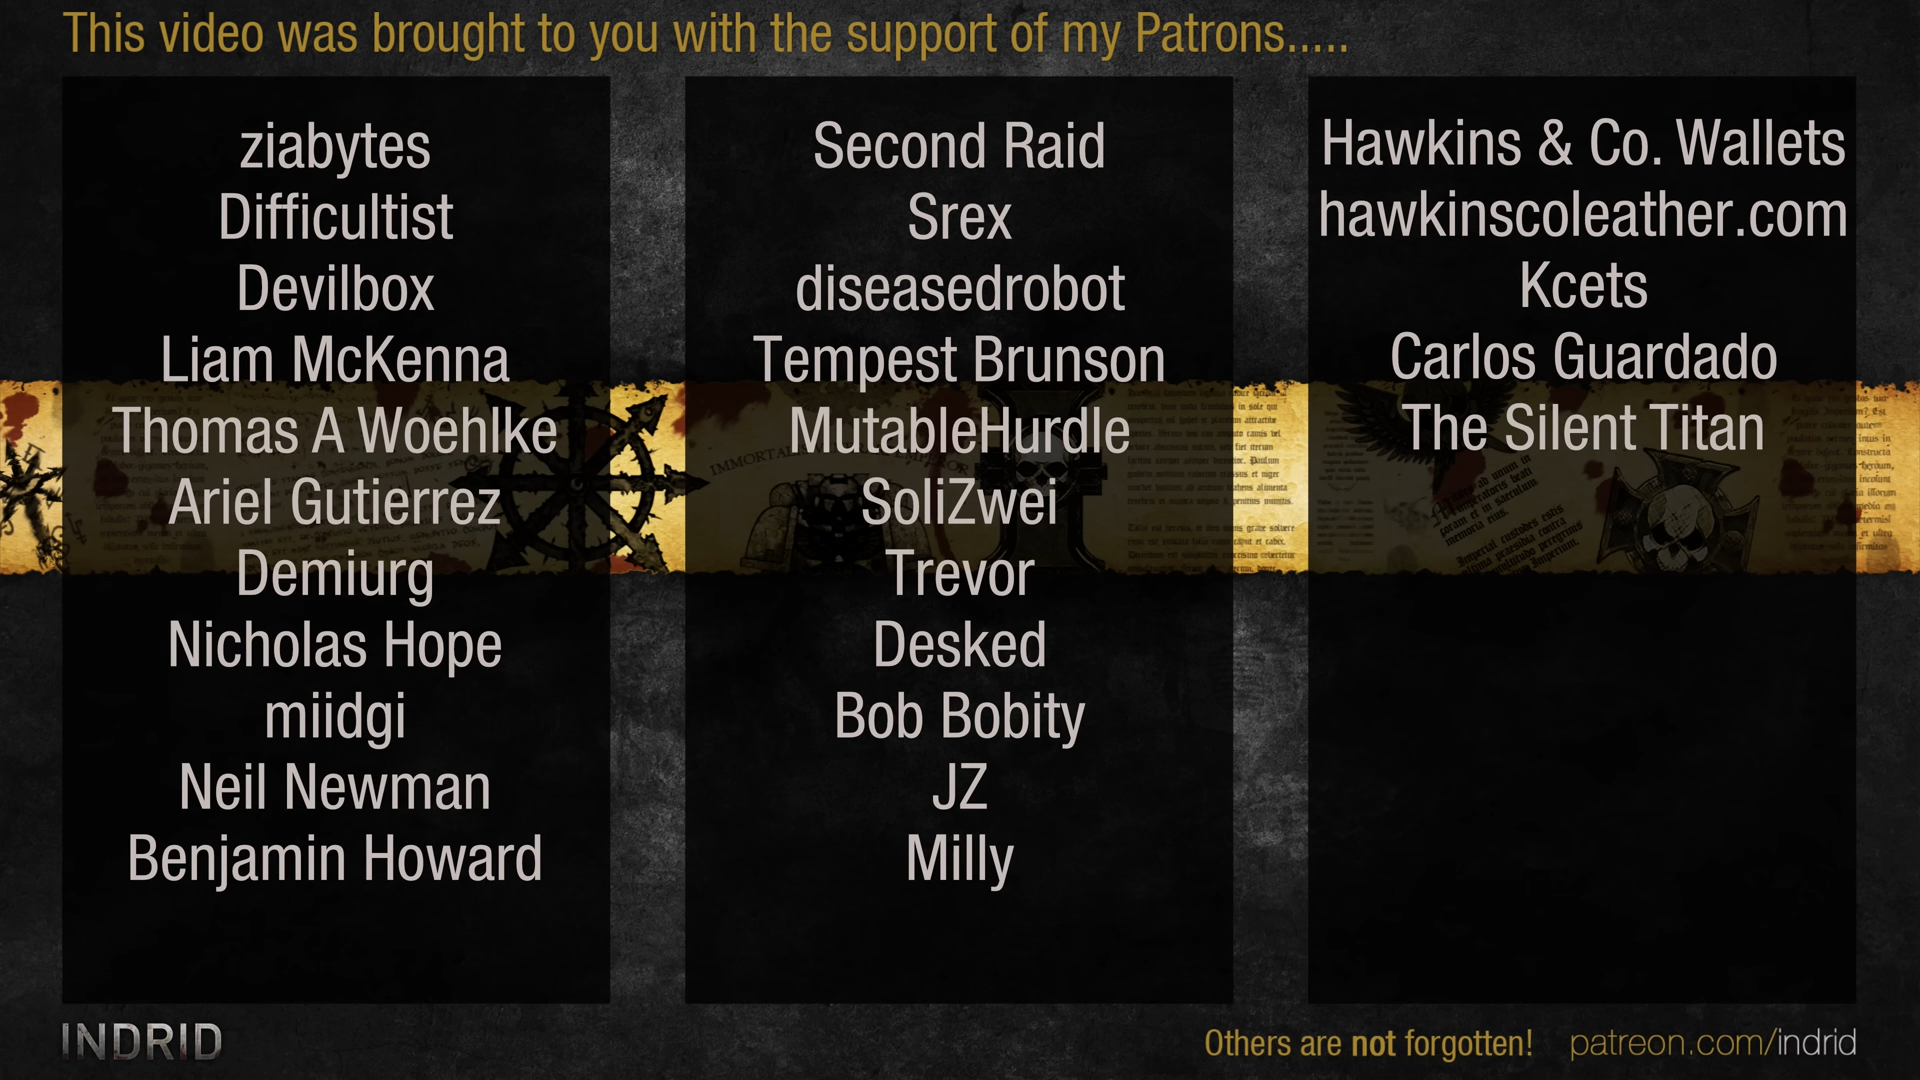 This video was brought to you with the support of my Patrons.....
ziabytes
Difficultist
Devilbox
Liam McKenna
Thomas A Woehlke
Ariel Gutierrez
Demiurg
Nicholas Hope
miidgi
Neil Newman
Benjamin Howard
Second Raid
Srex
diseasedrobot
Tempest Brunson
MutableHurdle
SoliZwei
Trevor
Desked
Bob Bobity
JZ
Milly
Hawkins & Co. Wallets
hawkinscoleather.com
Kcets
Carlos Guardado
The Silent Titan
INDRID
Others are not forgotten!
patreon.com/indrid